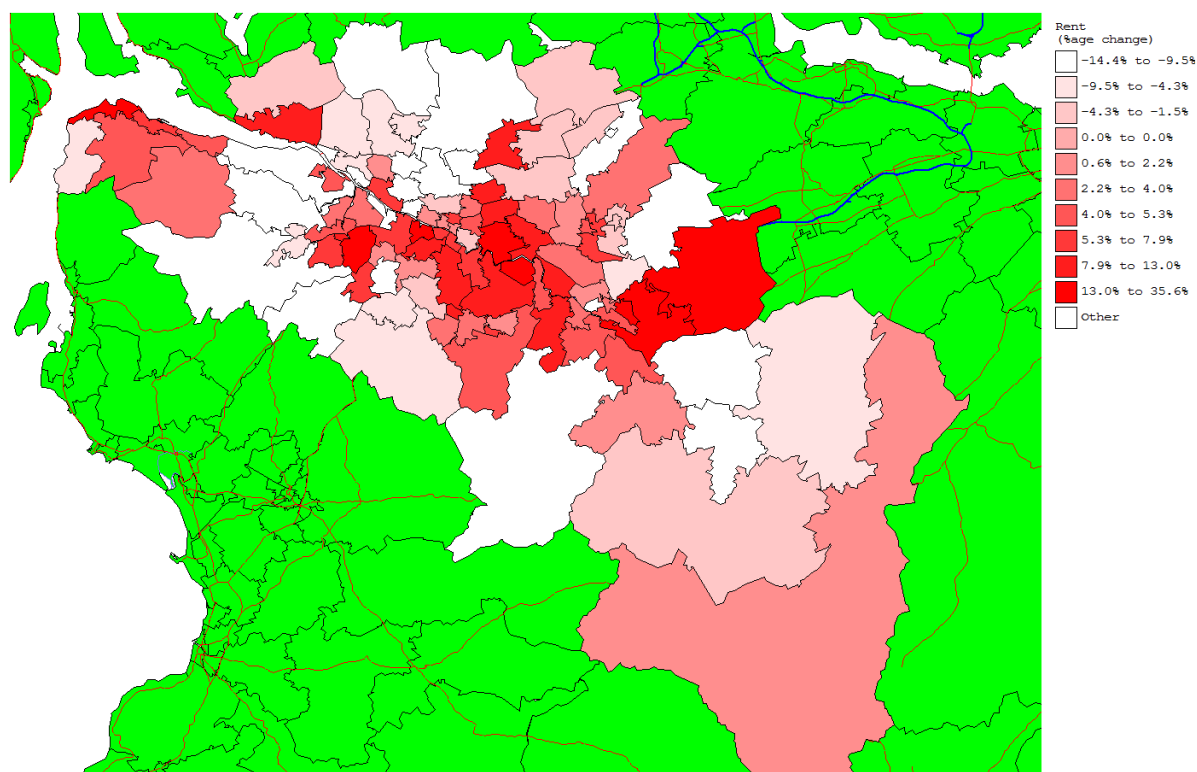 Rent
(%age change)
-14.4% to -9.5%
-9.5% to -4.3%
-4.3% to -1.5%
0.0% to 0.0%
0.6% to 2.2%
2.2% to 4.0%
4.0% to 5.3%
5.3% to 7.9%
7.9% to 13.0%
13.0% to 35.6%
Other